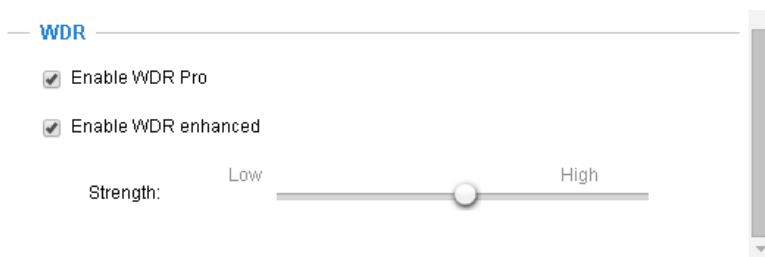 WDR
Enable WDR Pro
Enable WDR enhanced
Low High
Strength: